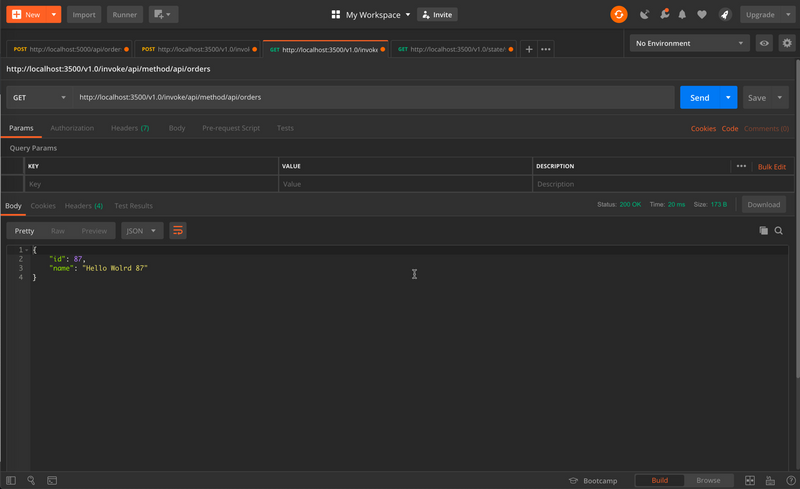 New Import Runner My Workspace Invite Upgrade
POST http://localhost:5000/api/order POST http://localhost:3500/v1.0/invol GET http://localhost:3500/v1.0/invoke GET http://localhost:3500/v1.0/state/ No Environment
http://localhost:3500/v1.0/invoke/api/method/api/orders
GET http://localhost:3500/v1.0/invoke/api/method/api/orders Send Save
Params Authorization Headers (7) Body Pre-request Script Tests Cookies Code Comments (0)
Query Params
KEY VALUE DESCRIPTION Bulk Edit
Key Value Description
Body Cookies Headers (4) Test Results Status: 200 OK Time: 20 ms Size: 173 B Download
Pretty Raw Preview JSON
1 {
2 "id": 87,
3 "name": "Hello Wolrd 87"
4 }
Bootcamp Build Browse